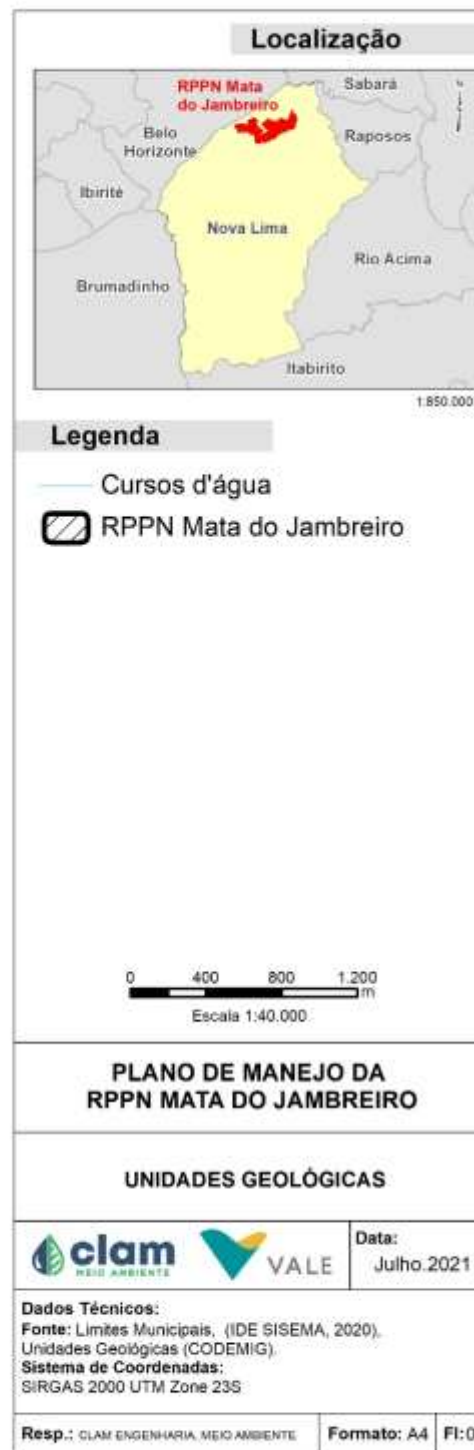 Localização
RPPN Mata
do Jambreiro
Sabará
Belo
Horizonte
Raposos
Ibirité
Nova Lima
Rio Acima
Brumadinho
Itabirito
1:850.000
Legenda
Cursos d'água
RPPN Mata do Jambreiro
0 400 800 1.200
m
Escala 1:40.000
PLANO DE MANEJO DA
RPPN MATA DO JAMBREIRO
UNIDADES GEOLÓGICAS
clam
MEIO AMBIENTE
VALE
Data:
Julho.2021
Dados Técnicos:
Fonte: Limites Municipais, (IDE SISEMA, 2020),
Unidades Geológicas (CODEMIG).
Sistema de Coordenadas:
SIRGAS 2000 UTM Zone 23S
Resp.: CLAM ENGENHARIA, MEIO AMBIENTE Formato: A4 Fl: